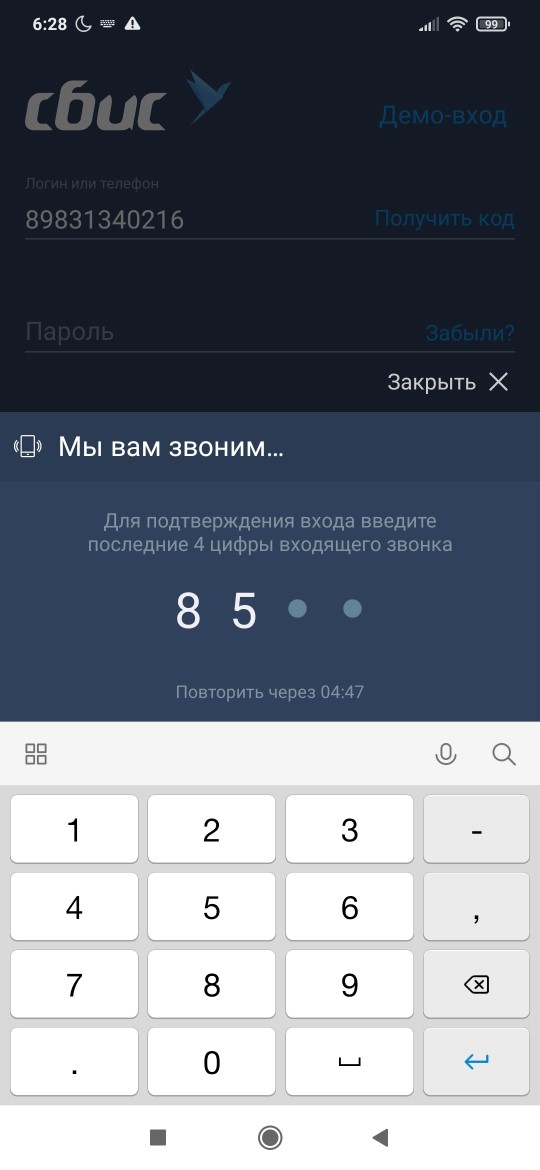 6:28 99
сбис
Демо-вход
Логин или телефон
89831340216 Получить код
Пароль Забыли?
Закрыть
Мы вам звоним...
Для подтверждения входа введите
последние 4 цифры входящего звонка
8 5
Повторить через 04:47
1 2 3 -
4 5 6 ,
7 8 9
. 0